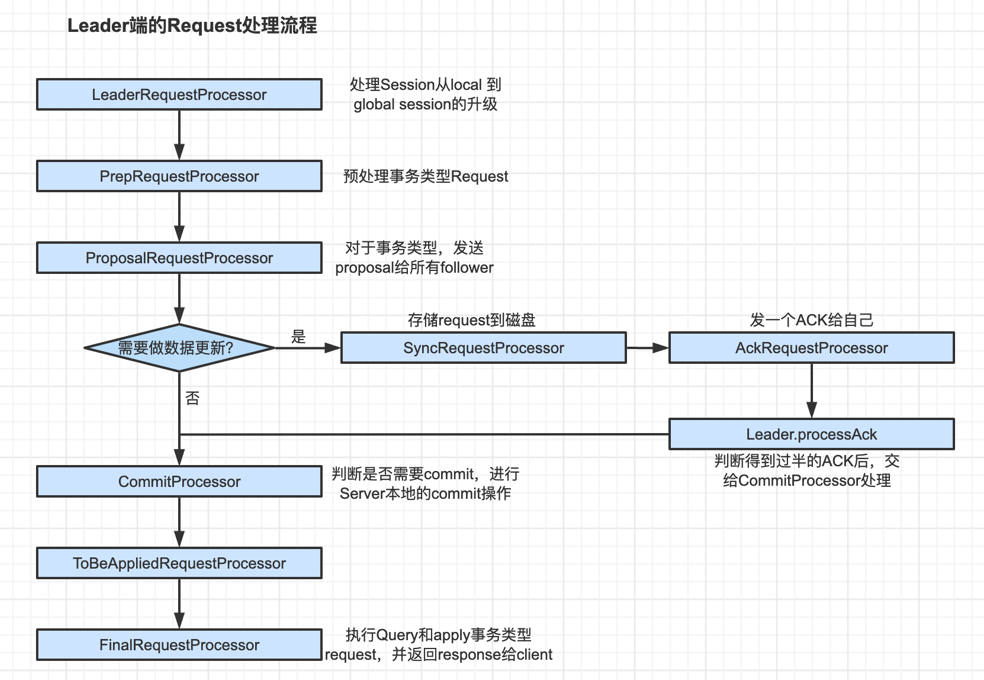 Leader端的Request处理流程
LeaderRequestProcessor
处理Session从local 到
global session的升级
PrepRequestProcessor
预处理事务类型Request
ProposalRequestProcessor
对于事务类型，发送
proposal给所有follower
需要做数据更新?
是
存储request到磁盘
SyncRequestProcessor
发一个ACK给自己
AckRequestProcessor
否
Leader.processAck
判断得到过半的ACK后，交
给CommitProcessor处理
CommitProcessor
判断是否需要commit，进行
Server本地的commit操作
ToBeAppliedRequestProcessor
FinalRequestProcessor
执行Query和apply事务类型
request，并返回response给client